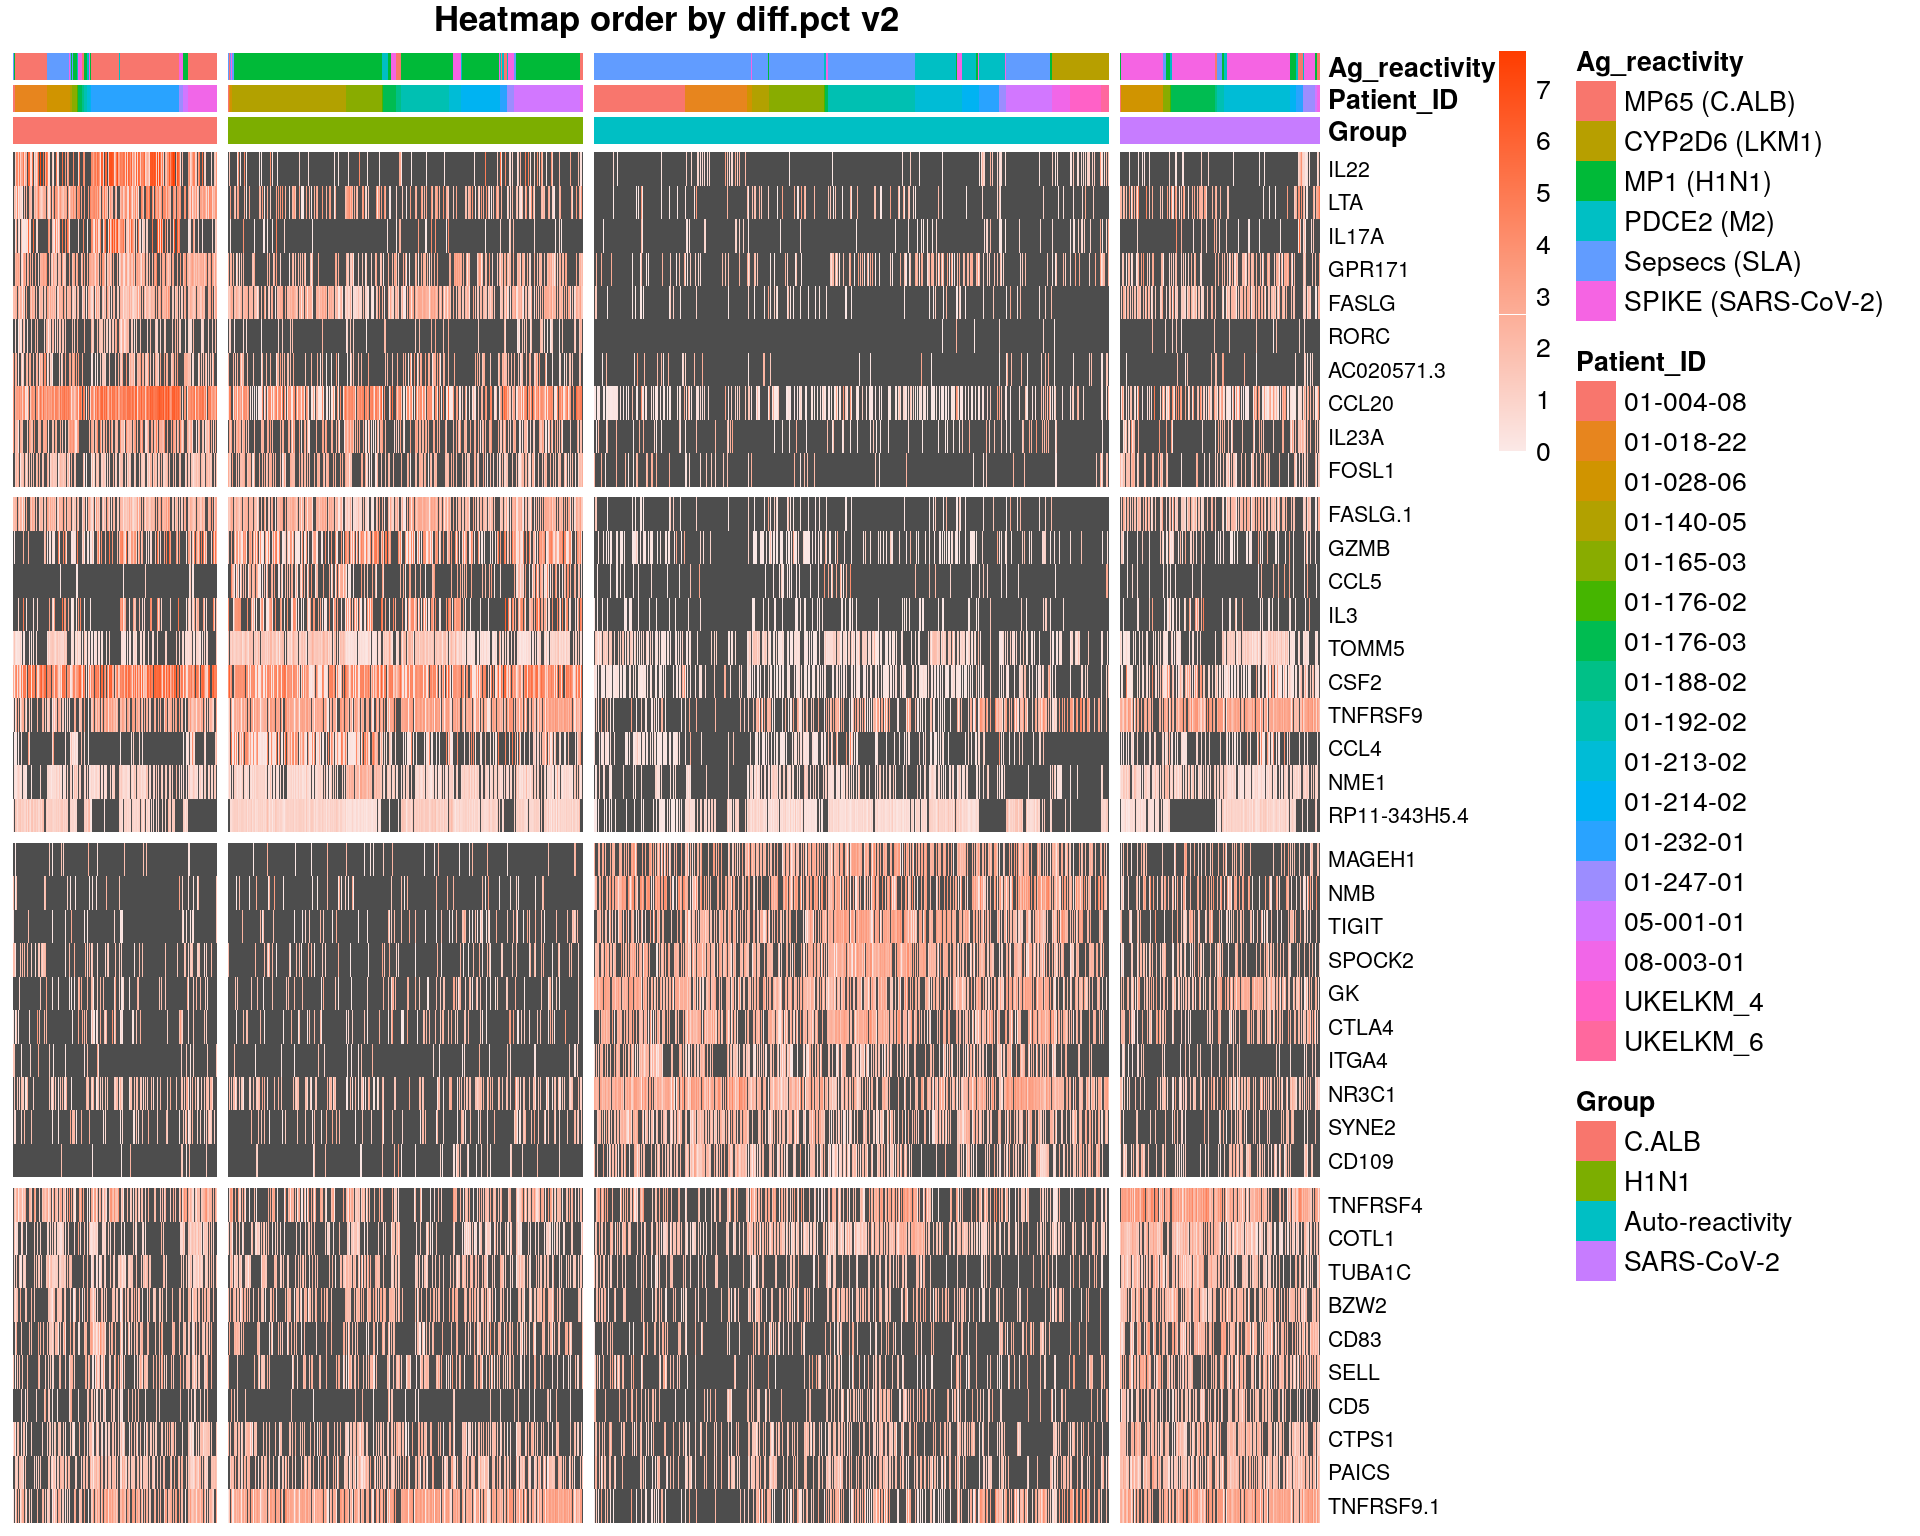 Heatmap order by diff.pct v2
Ag_reactivity
Patient_ID
Group
IL22
LTA
IL17A
GPR171
FASLG
RORC
AC020571.3
CCL20
IL23A
FOSL1
FASLG.1
GZMB
CCL5
IL3
TOMM5
CSF2
TNFRSF9
CCL4
NME1
RP11-343H5.4
MAGEH1
NMB
TIGIT
SPOCK2
GK
CTLA4
ITGA4
NR3C1
SYNE2
CD109
TNFRSF4
COTL1
TUBA1C
BZW2
CD83
SELL
CD5
CTPS1
PAICS
TNFRSF9.1
7
6
5
4
3
2
1
0
Ag_reactivity
MP65 (C.ALB)
CYP2D6 (LKM1)
MP1 (H1N1)
PDCE2 (M2)
Sepsecs (SLA)
SPIKE (SARS-CoV-2)
Patient_ID
01-004-08
01-018-22
01-028-06
01-140-05
01-165-03
01-176-02
01-176-03
01-188-02
01-192-02
01-213-02
01-214-02
01-232-01
01-247-01
05-001-01
08-003-01
UKELKM_4
UKELKM_6
Group
C.ALB
H1N1
Auto-reactivity
SARS-CoV-2